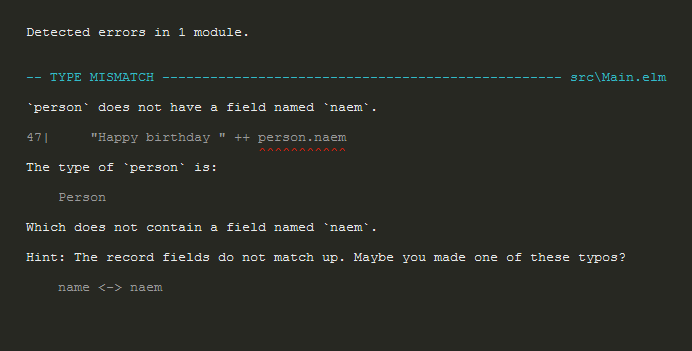 Detected errors in 1 module.
-- TYPE MISMATCH -------------------------------------------------- src\Main.elm
`person` does not have a field named `naem`.
47|     "Happy birthday " ++ person.naem
^^^^^^^^^^^
The type of `person` is:
Person
Which does not contain a field named `naem`.
Hint: The record fields do not match up. Maybe you made one of these typos?
name <-> naem